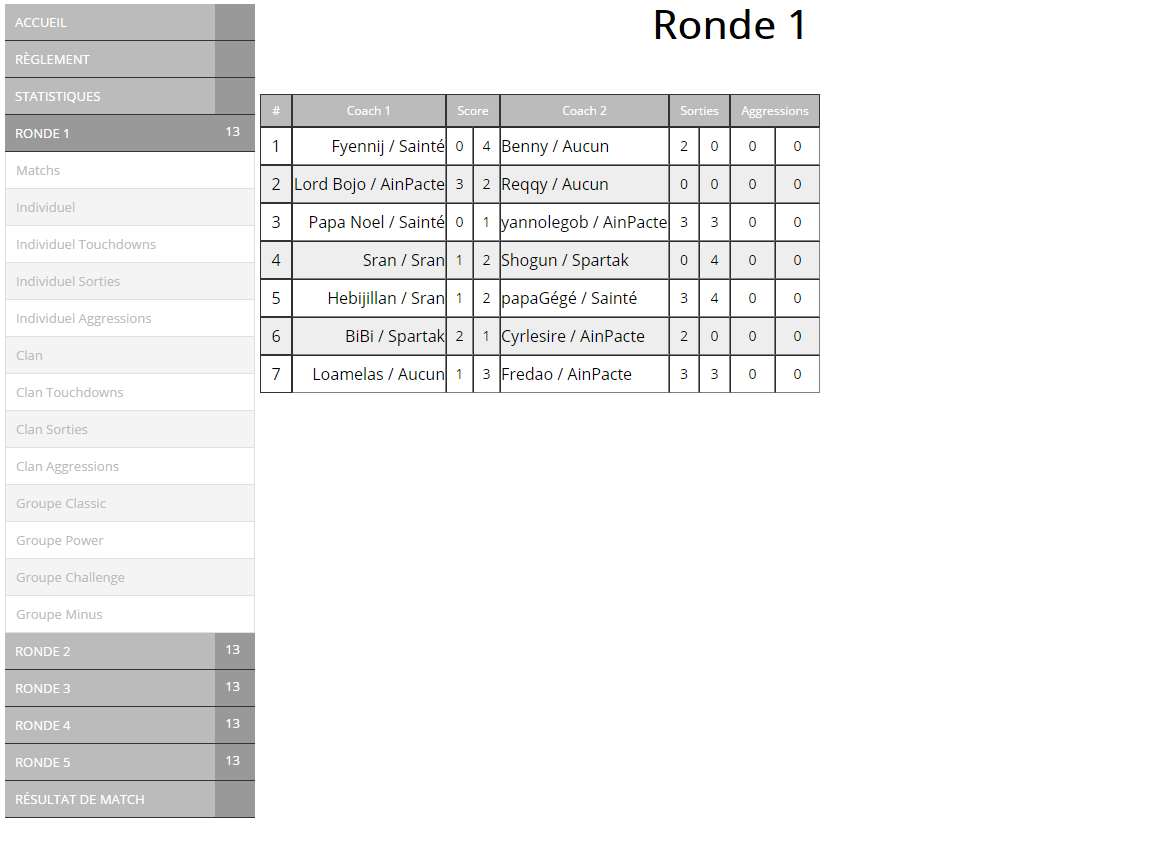 ACCUEIL
RÈGLEMENT
STATISTIQUES
RONDE 1 13
Matchs
Individuel
Individuel Touchdowns
Individuel Sorties
Individuel Aggressions
Clan
Clan Touchdowns
Clan Sorties
Clan Aggressions
Groupe Classic
Groupe Power
Groupe Challenge
Groupe Minus
RONDE 2 13
RONDE 3 13
RONDE 4 13
RONDE 5 13
RÉSULTAT DE MATCH
Ronde 1
# Coach 1 Score Coach 2 Sorties Aggressions
1 Fyennij / Sainté 0 4 Benny / Aucun 2 0 0 0
2 Lord Bojo / AinPacte 3 2 Reqqy / Aucun 0 0 0 0
3 Papa Noel / Sainté 0 1 yannolegob / AinPacte 3 3 0 0
4 Sran / Sran 1 2 Shogun / Spartak 0 4 0 0
5 Hebijillan / Sran 1 2 papaGégé / Sainté 3 4 0 0
6 BiBi / Spartak 2 1 Cyrlesire / AinPacte 2 0 0 0
7 Loamelas / Aucun 1 3 Fredao / AinPacte 3 3 0 0